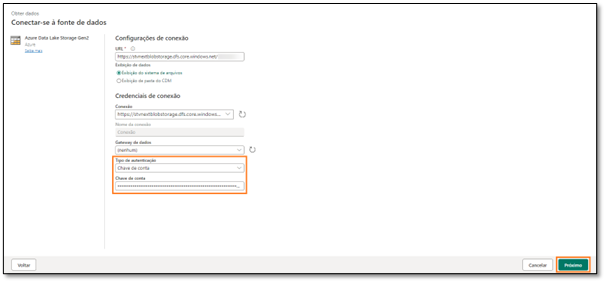 Obter dados
Conectar-se à fonte de dados
Azure Data Lake Storage Gen2
Azure
Saiba mais
Configurações de conexão
URL *
https://stvnextblobstorage.dfs.core.windows.net/
Exibição de dados
Exibição do sistema de arquivos
Exibição de pasta do CDM
Credenciais de conexão
Conexão
https://stvnextblobstorage.dfs.core.windows...
Nome da conexão
Conexão
Gateway de dados
(nenhum)
Tipo de autenticação
Chave de conta
Chave de conta
Voltar
Cancelar
Próximo